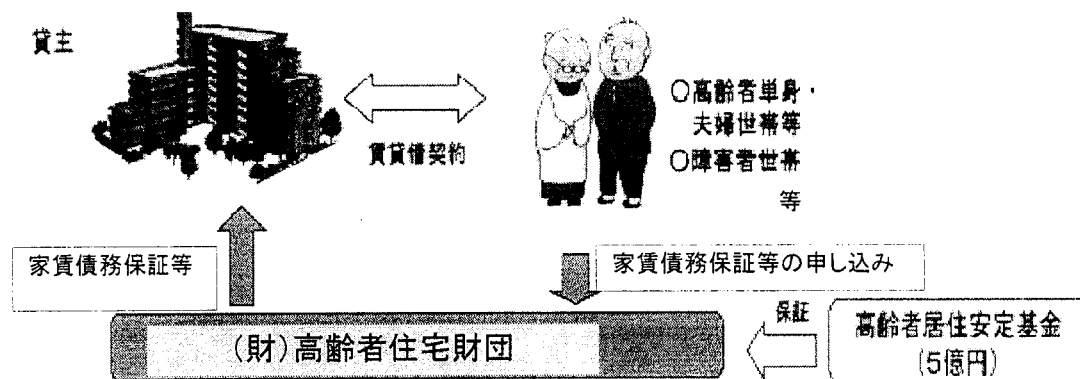 貸主
○高齢者単身・
夫婦世帯等
○障害者世帯
等
賃貸借契約
家賃債務保証等
家賃債務保証等の申し込み
(財)高齢者住宅財団
保証
高齢者居住安定基金
(5億円)